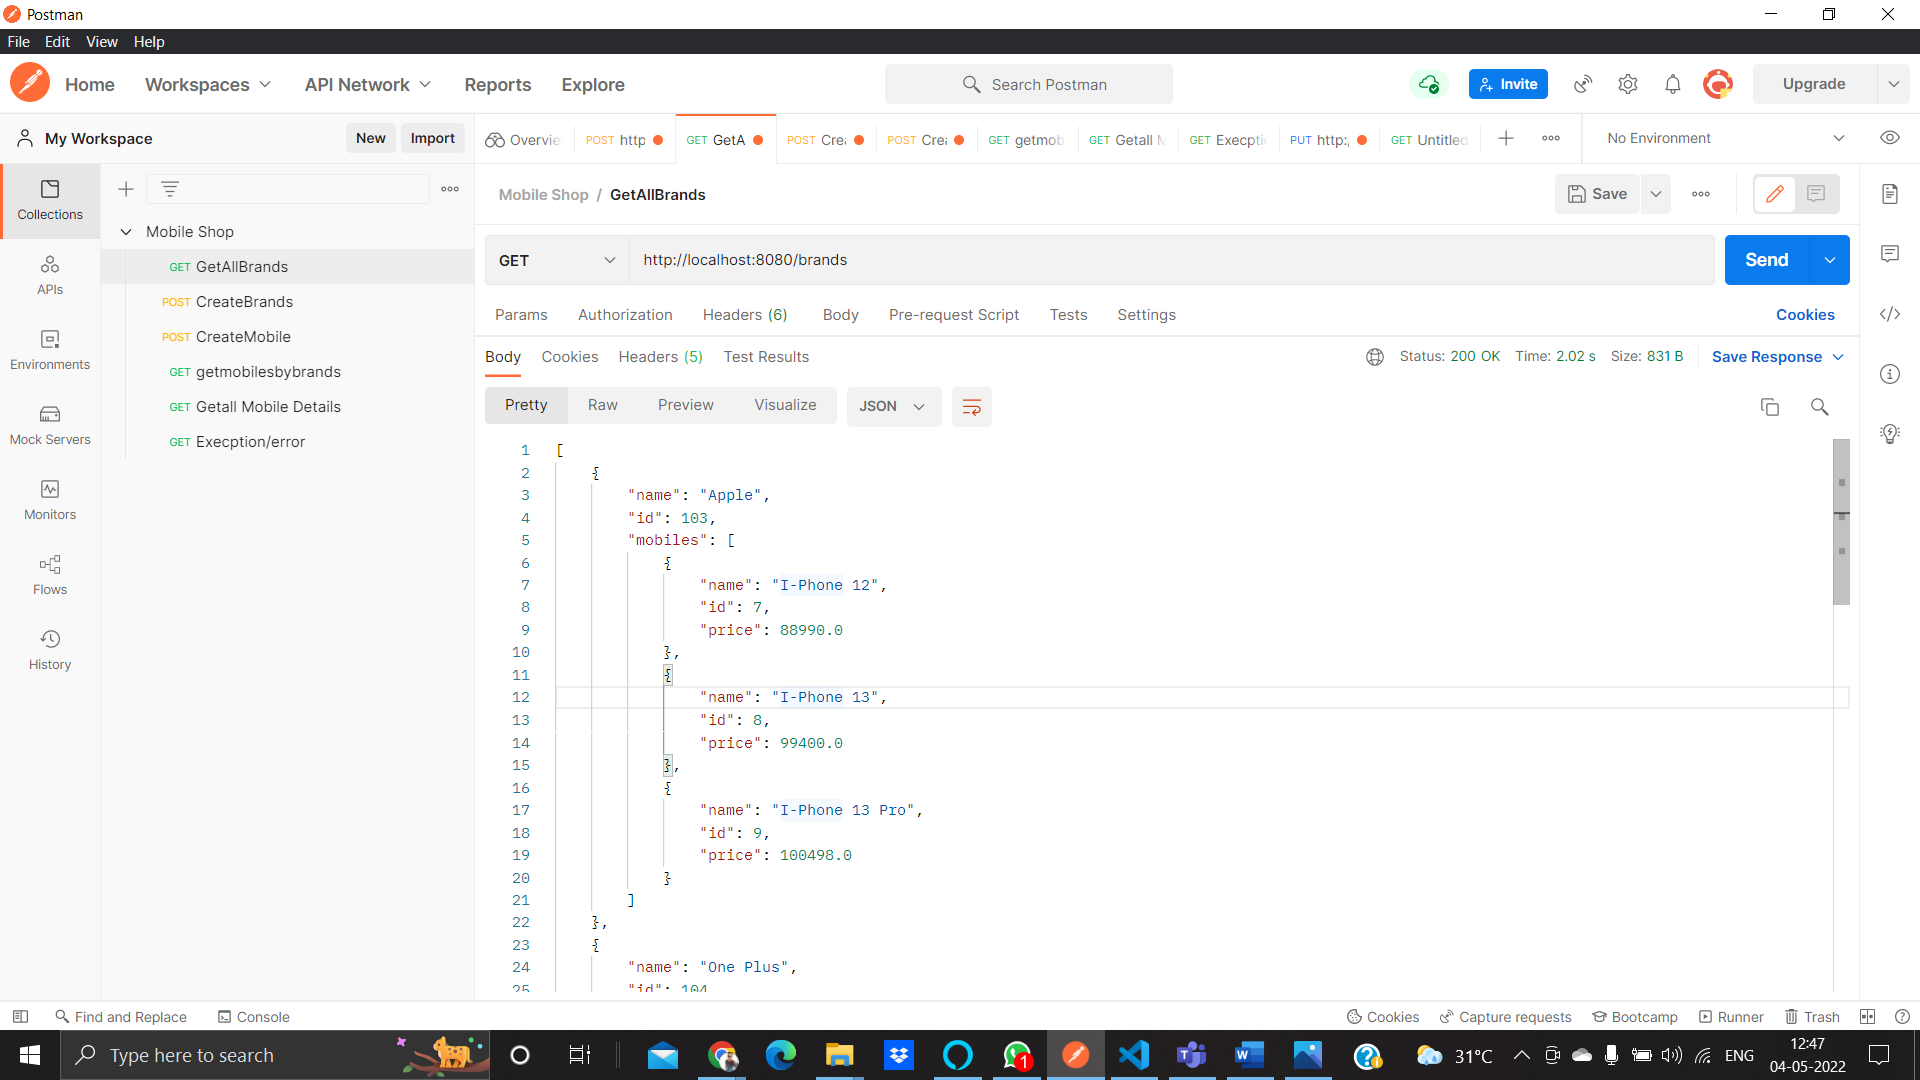 Postman
File Edit View Help
Home Workspaces API Network Reports Explore Search Postman Invite Upgrade
My Workspace New Import
Overvie POST http GET GetA POST Crea POST Crea GET getmob GET Getall M GET Execptic PUT http:, GET Untitled No Environment
Collections
APIs
Environments
Mock Servers
Monitors
Flows
History
Mobile Shop
GET GetAllBrands
POST CreateBrands
POST CreateMobile
GET getmobilesbybrands
GET Getall Mobile Details
GET Execption/error
Mobile Shop / GetAllBrands Save
GET http://localhost:8080/brands Send
Params Authorization Headers (6) Body Pre-request Script Tests Settings Cookies
Body Cookies Headers (5) Test Results Status: 200 OK Time: 2.02 s Size: 831 B Save Response
Pretty Raw Preview Visualize JSON
1 [
2 {
3 "name": "Apple",
4 "id": 103,
5 "mobiles": [
6 {
7 "name": "I-Phone 12",
8 "id": 7,
9 "price": 88990.0
10 },
11 {
12 "name": "I-Phone 13",
13 "id": 8,
14 "price": 99400.0
15 },
16 {
17 "name": "I-Phone 13 Pro",
18 "id": 9,
19 "price": 100498.0
20 }
21 ]
22 },
23 {
24 "name": "One Plus",
25 "id": 104
Find and Replace Console Cookies Capture requests Bootcamp Runner Trash
Type here to search 1 31°C ENG 12:47
04-05-2022